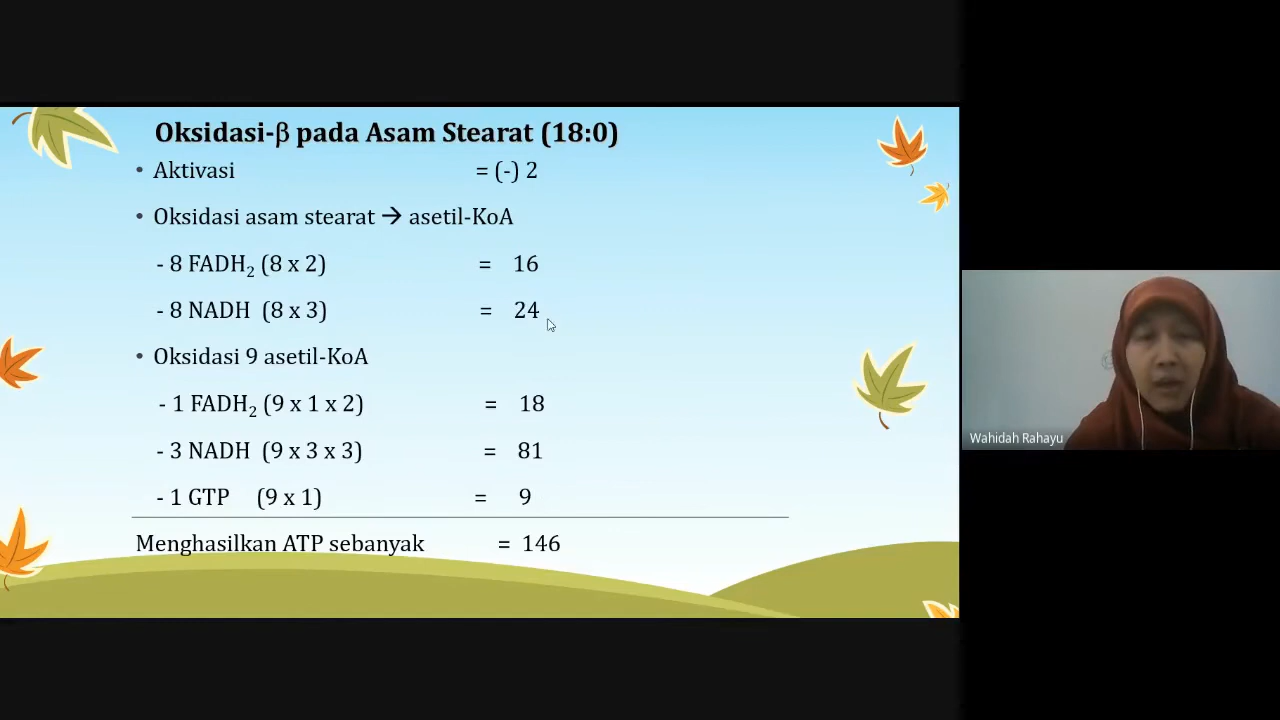 Oksidasi-β pada Asam Stearat (18:0)
• Aktivasi = (-) 2
• Oksidasi asam stearat → asetil-KoA
- 8 FADH₂ (8 x 2) = 16
- 8 NADH (8 x 3) = 24
• Oksidasi 9 asetil-KoA
- 1 FADH₂ (9 x 1 x 2) = 18
- 3 NADH (9 x 3 x 3) = 81
- 1 GTP (9 x 1) = 9
Menghasilkan ATP sebanyak = 146
Wahidah Rahayu